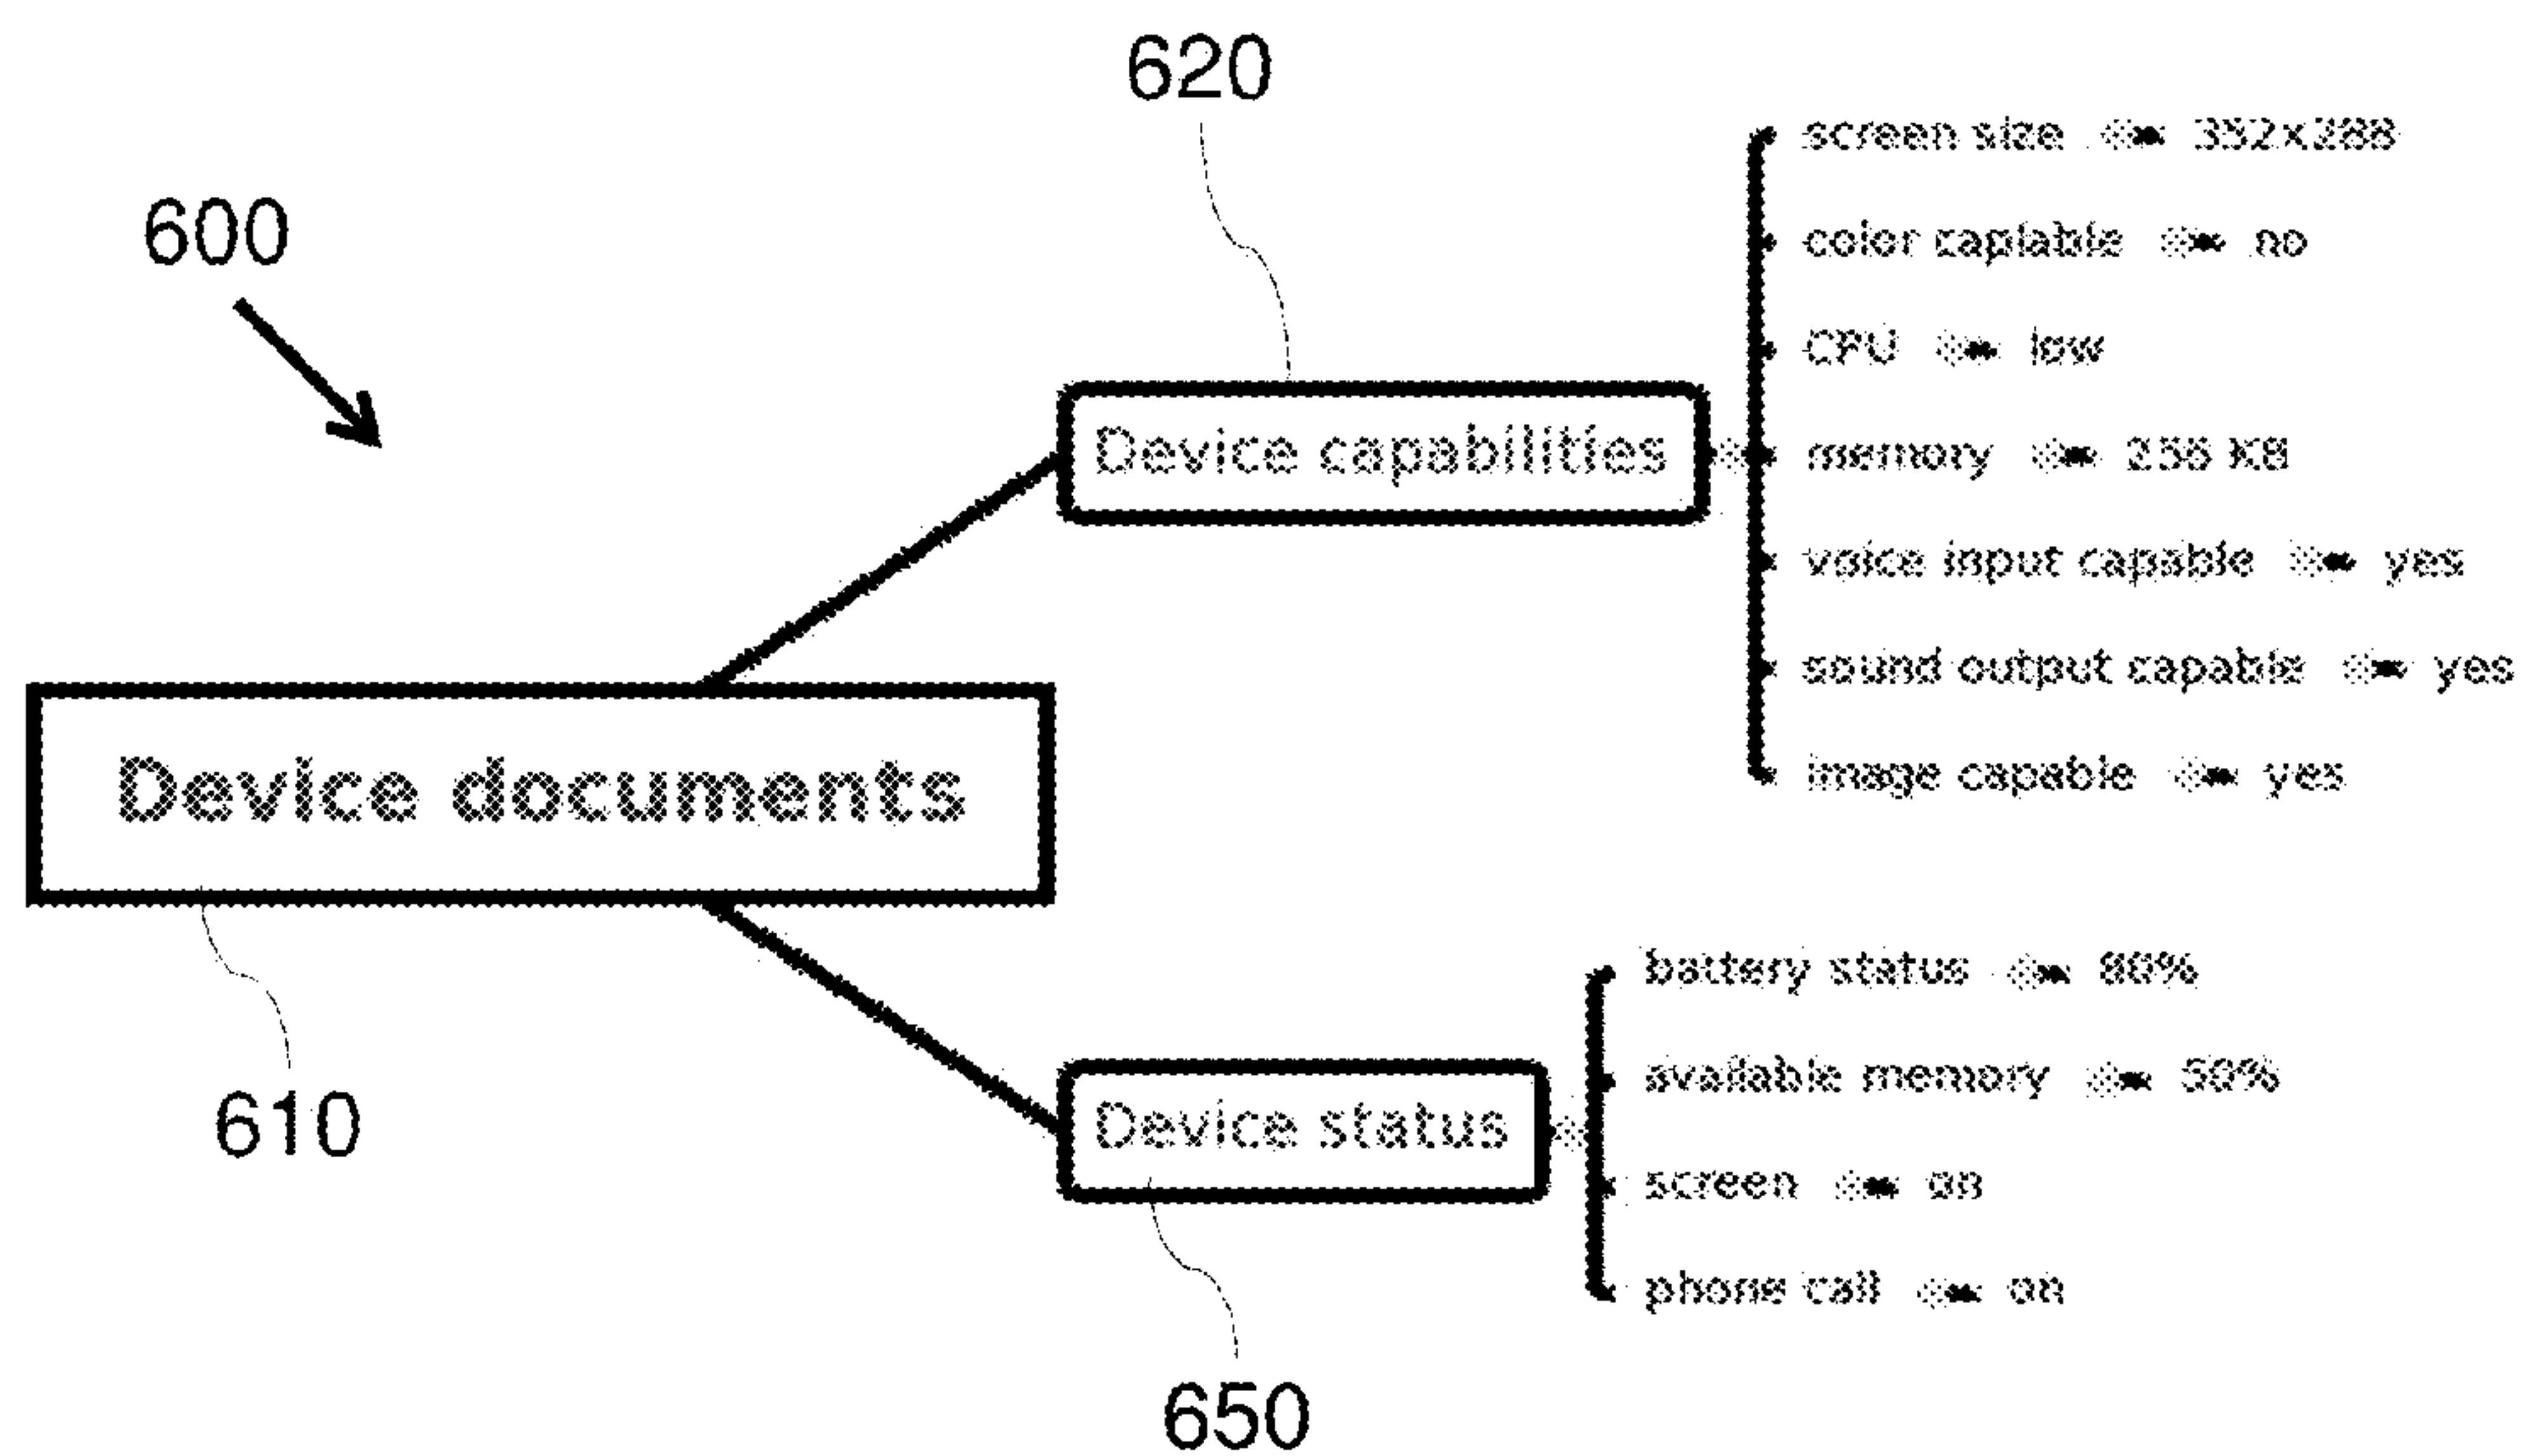 620
600
screen size 352x288
color caplable no
CPU low
Device capabilities
memory 256 KB
voice input capable yes
sound output capable yes
image capable yes
Device documents
610
battery status 80%
available memory
Device status
screen on
phone call on
650